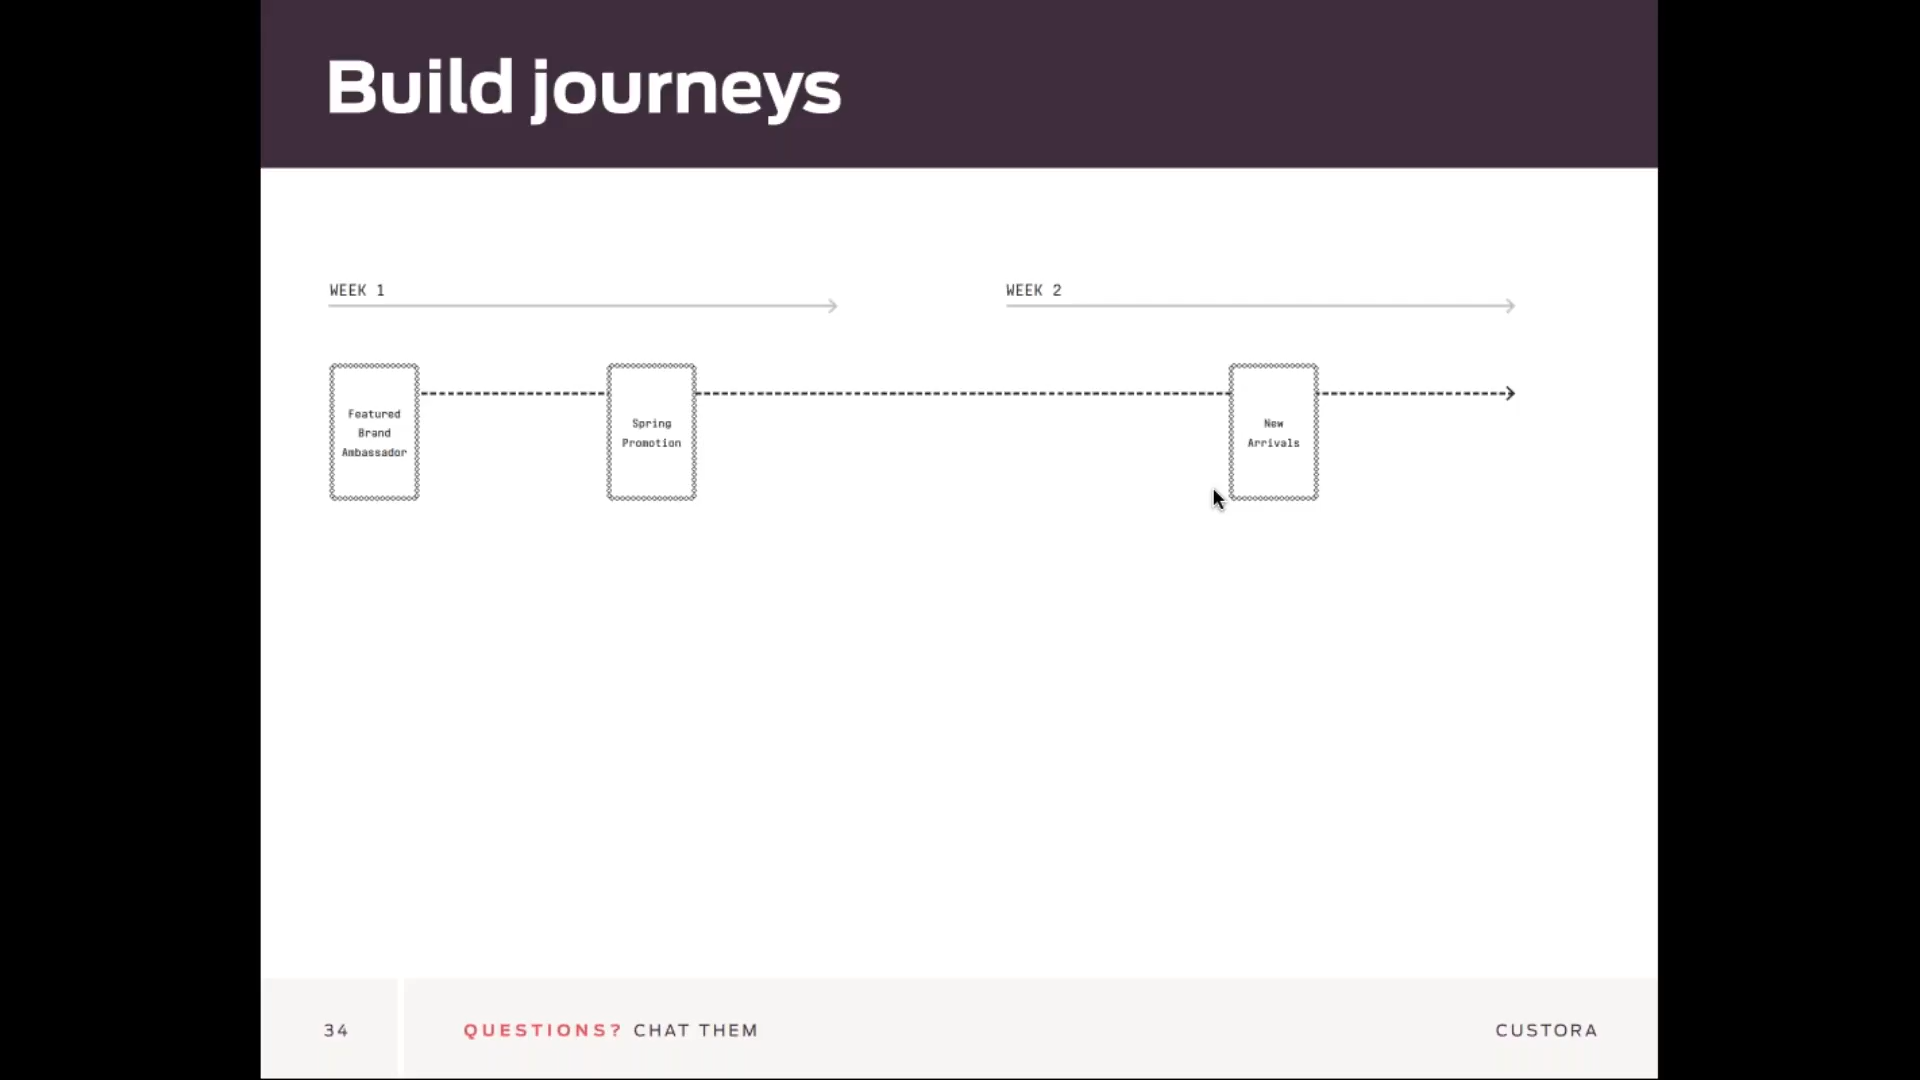 Build journeys
WEEK 1
WEEK 2
Featured
Brand
Ambassador
Spring
Promotion
New
Arrivals
34
QUESTIONS? CHAT THEM
CUSTORA